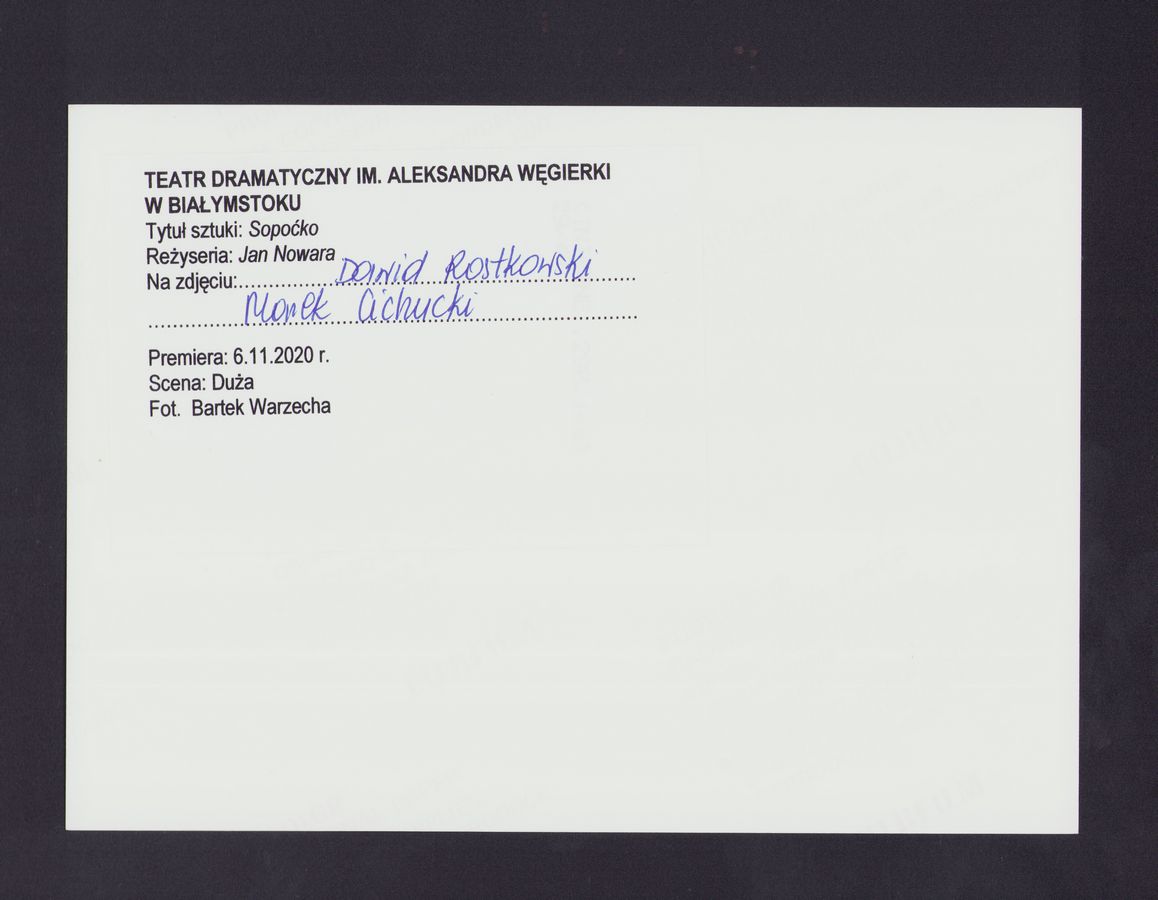 TEATR DRAMATYCZNY IM. ALEKSANDRA WĘGIERKI
W BIAŁYMSTOKU
Tytuł sztuki: Sopoćko
Reżyseria: Jan Nowara
Na zdjęciu: Dawid Rostkowski
Marek Cichucki
Premiera: 6.11.2020 r.
Scena: Duża
Fot. Bartek Warzecha